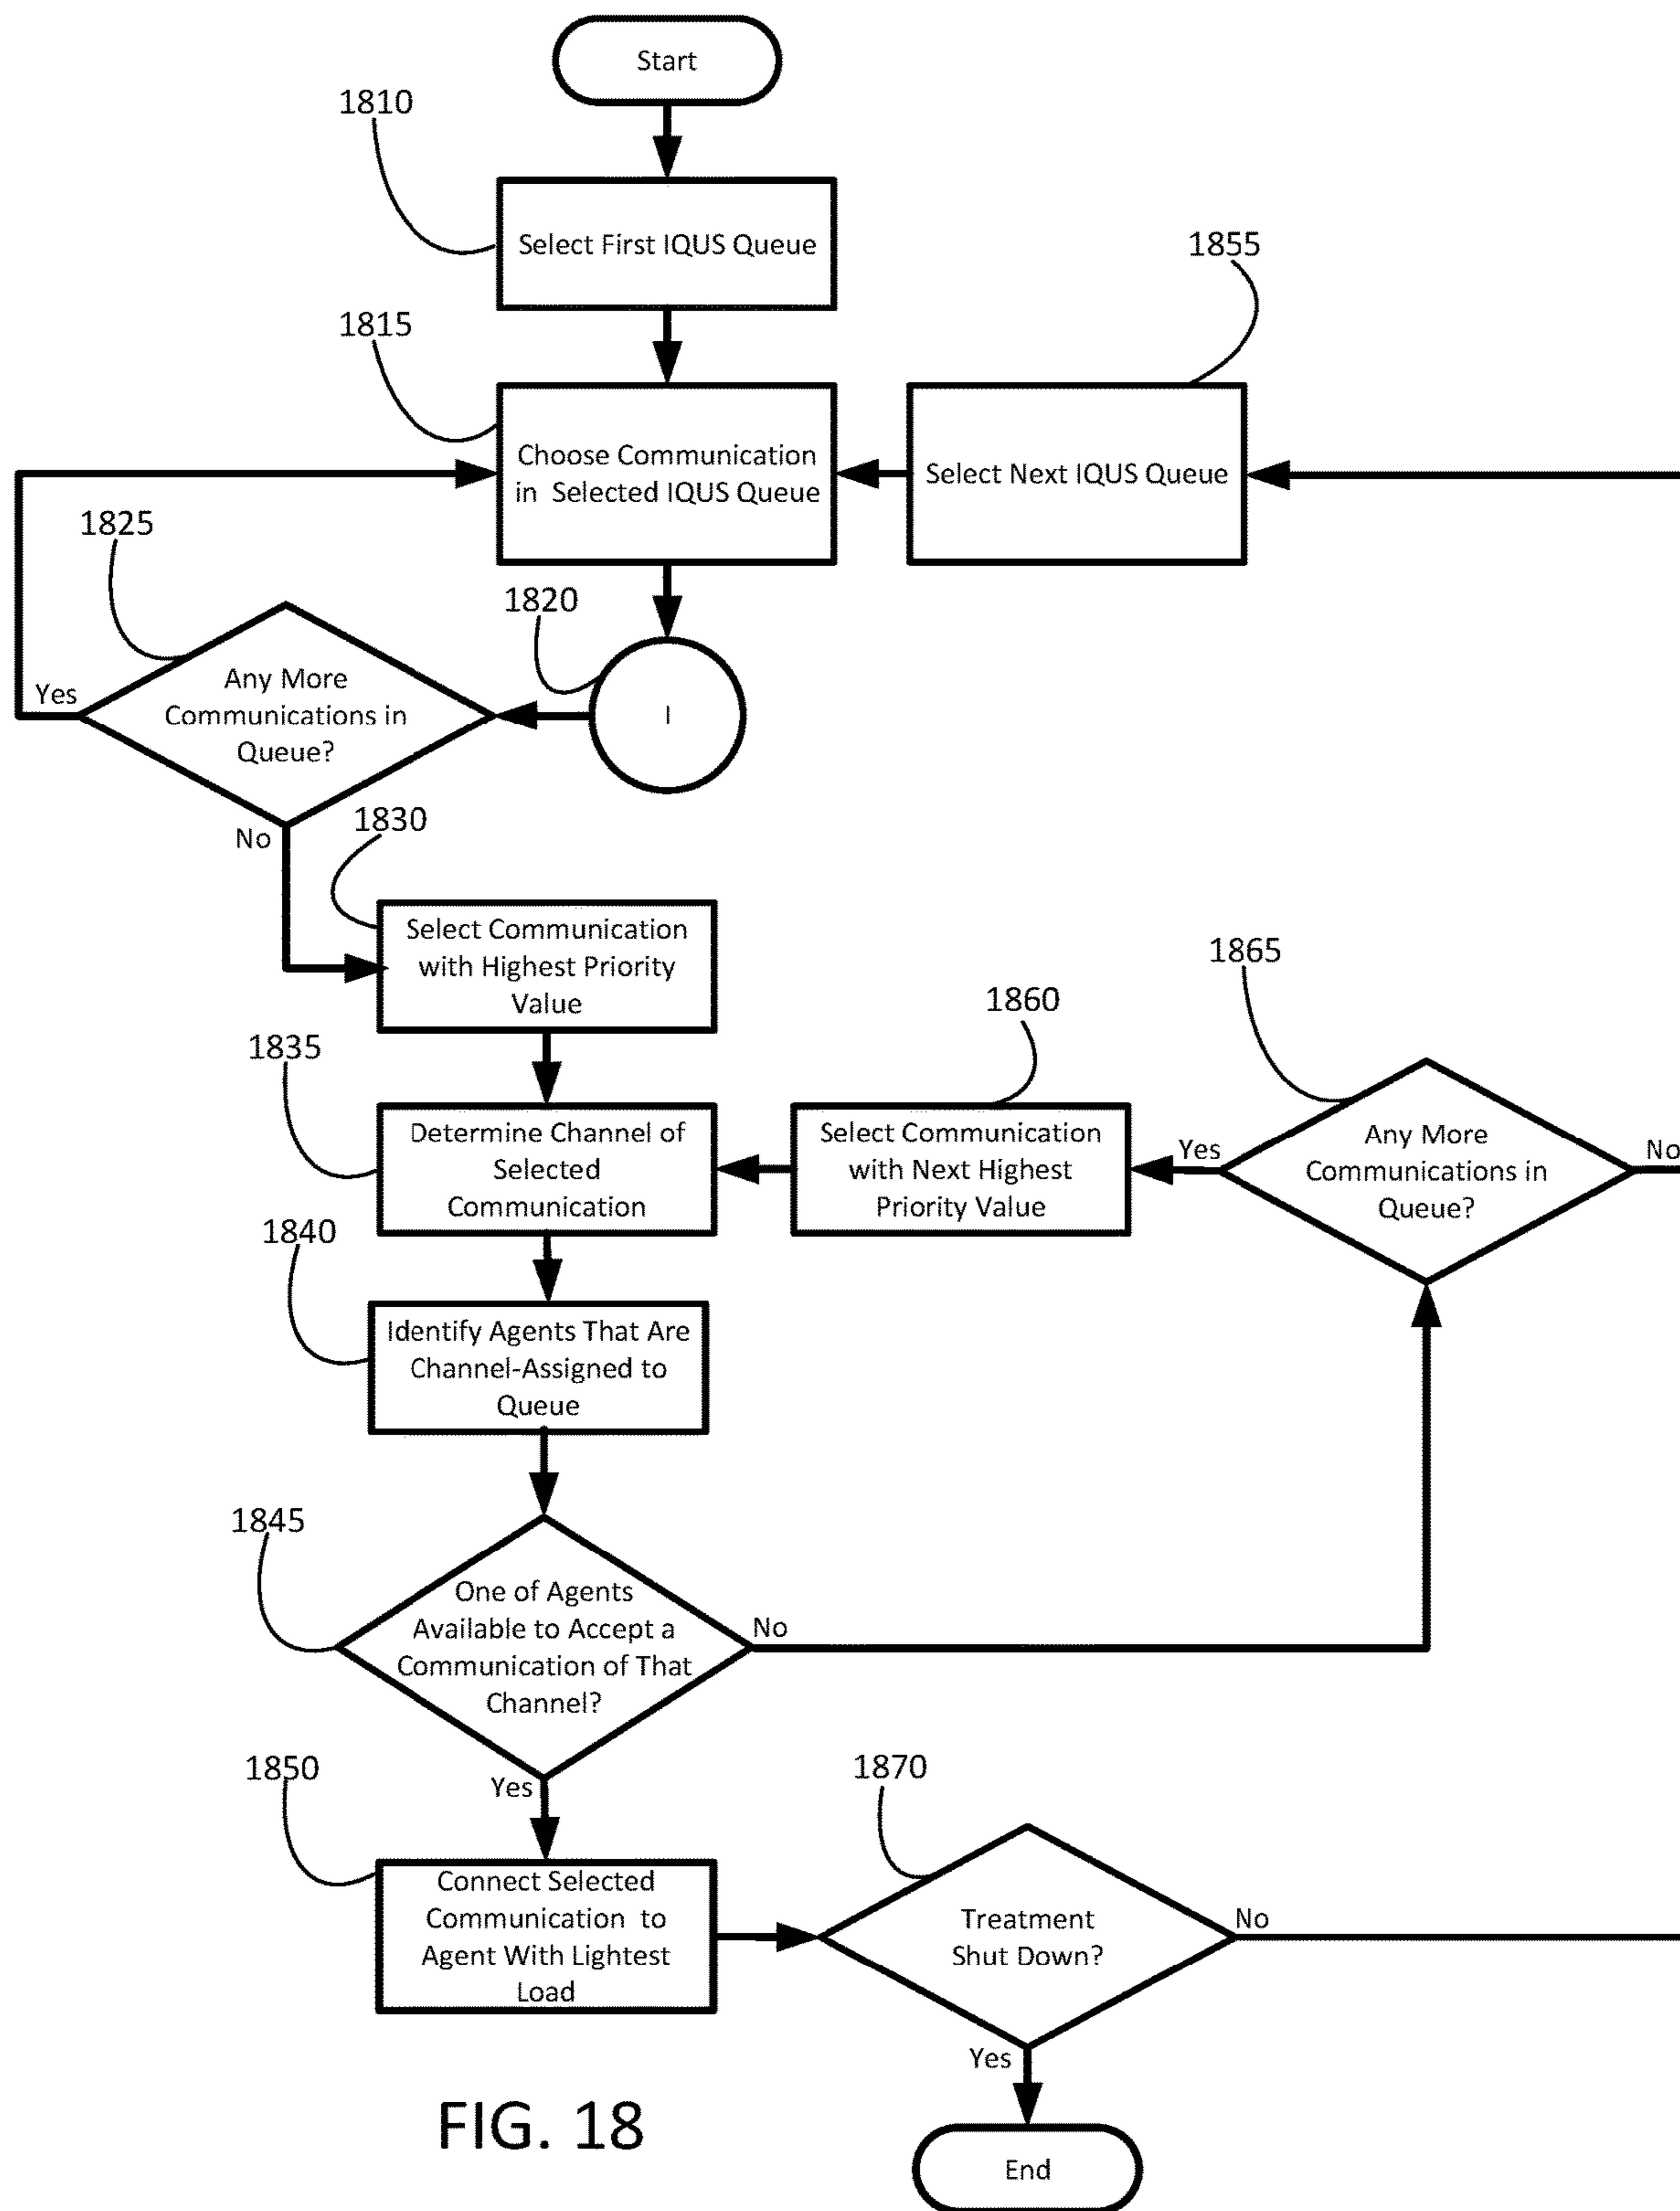 Start
1810
Select First IQUS Queue
1855
1815
Choose Communication
in Selected IQUS Queue
Select Next IQUS Queue
1825
1820
Any More
Communications in
Queue?
Yes
I
No
1830
Select Communication
with Highest Priority
Value
1865
1860
1835
Determine Channel of
Selected
Communication
Select Communication
with Next Highest
Priority Value
Yes
Any More
Communications in
Queue?
No
1840
Identify Agents That Are
Channel-Assigned to
Queue
1845
One of Agents
Available to Accept a
Communication of That
Channel?
No
Yes
1850
1870
Connect Selected
Communication to
Agent With Lightest
Load
Treatment
Shut Down?
No
Yes
FIG. 18
End